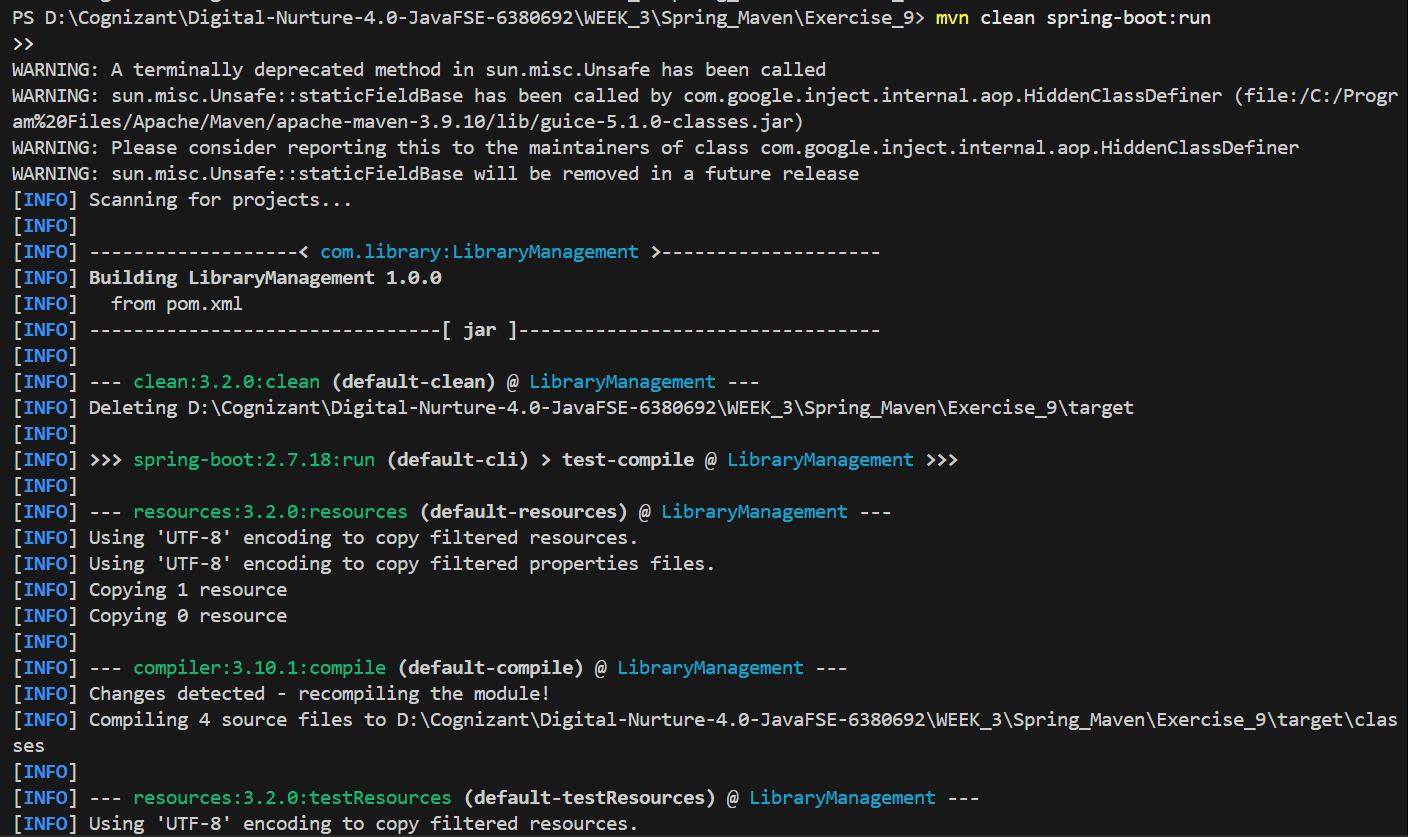 PS D:\Cognizant\Digital-Nurture-4.0-JavaFSE-6380692\WEEK_3\Spring_Maven\Exercise_9> mvn clean spring-boot:run
>>
WARNING: A terminally deprecated method in sun.misc.Unsafe has been called
WARNING: sun.misc.Unsafe::staticFieldBase has been called by com.google.inject.internal.aop.HiddenClassDefiner (file:/C:/Progr
am%20Files/Apache/Maven/apache-maven-3.9.10/lib/guice-5.1.0-classes.jar)
WARNING: Please consider reporting this to the maintainers of class com.google.inject.internal.aop.HiddenClassDefiner
WARNING: sun.misc.Unsafe::staticFieldBase will be removed in a future release
[INFO] Scanning for projects...
[INFO]
[INFO] -------------------< com.library:LibraryManagement >--------------------
[INFO] Building LibraryManagement 1.0.0
[INFO]   from pom.xml
[INFO] --------------------------------[ jar ]---------------------------------
[INFO]
[INFO] --- clean:3.2.0:clean (default-clean) @ LibraryManagement ---
[INFO] Deleting D:\Cognizant\Digital-Nurture-4.0-JavaFSE-6380692\WEEK_3\Spring_Maven\Exercise_9\target
[INFO]
[INFO] >>> spring-boot:2.7.18:run (default-cli) > test-compile @ LibraryManagement >>>
[INFO]
[INFO] --- resources:3.2.0:resources (default-resources) @ LibraryManagement ---
[INFO] Using 'UTF-8' encoding to copy filtered resources.
[INFO] Using 'UTF-8' encoding to copy filtered properties files.
[INFO] Copying 1 resource
[INFO] Copying 0 resource
[INFO]
[INFO] --- compiler:3.10.1:compile (default-compile) @ LibraryManagement ---
[INFO] Changes detected - recompiling the module!
[INFO] Compiling 4 source files to D:\Cognizant\Digital-Nurture-4.0-JavaFSE-6380692\WEEK_3\Spring_Maven\Exercise_9\target\clas
ses
[INFO]
[INFO] --- resources:3.2.0:testResources (default-testResources) @ LibraryManagement ---
[INFO] Using 'UTF-8' encoding to copy filtered resources.